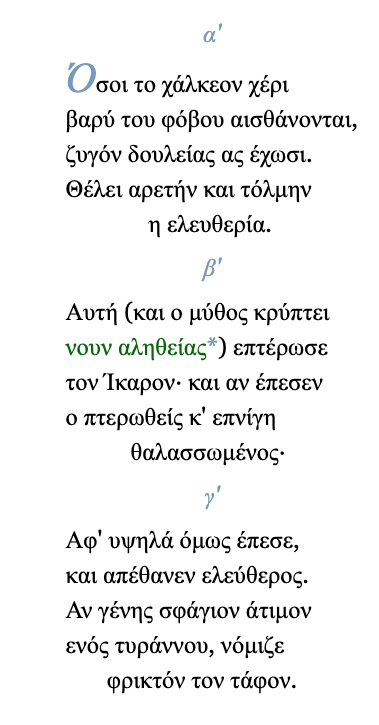 α'
Όσοι το χάλκεον χέρι
βαρύ του φόβου αισθάνονται,
ζυγόν δουλείας ας έχωσι.
Θέλει αρετήν και τόλμην
η ελευθερία.
β'
Αυτή (και ο μύθος κρύπτει
νουν αληθείας*) επτέρωσε
τον Ίκαρον· και αν έπεσεν
ο πτερωθείς κ' επνίγη
θαλασσωμένος·
γ'
Αφ' υψηλά όμως έπεσε,
και απέθανεν ελεύθερος.
Αν γένης σφάγιον άτιμον
ενός τυράννου, νόμιζε
φρικτόν τον τάφον.